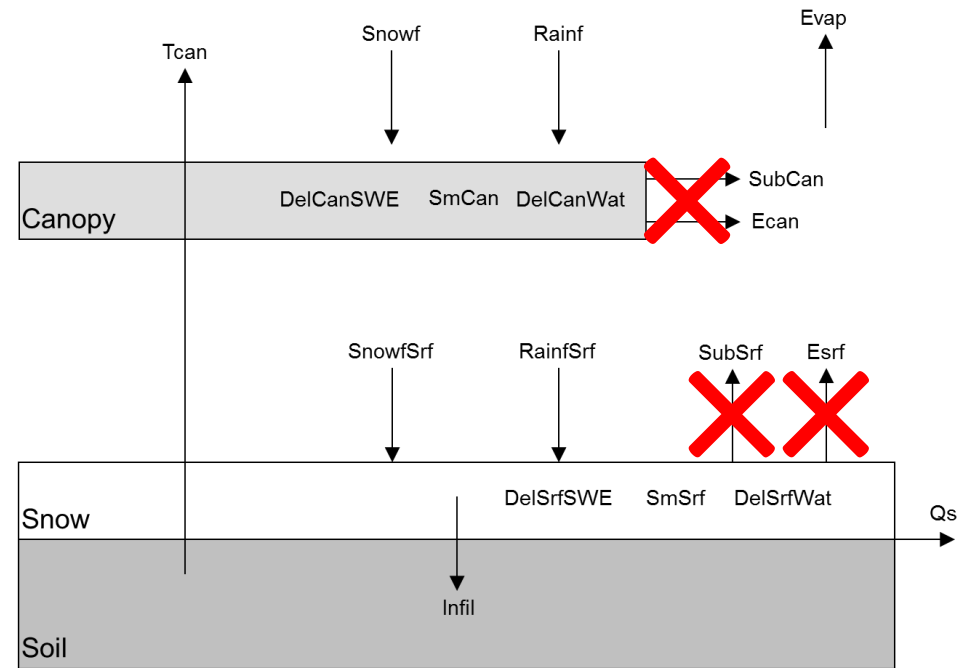 Evap
Snowf
Rainf
Tcan
DelCanSWE
SmCan
DelCanWat
SubCan
Canopy
Ecan
SnowfSrf
RainfSrf
SubSrf
Esrf
DelSrfSWE
SmSrf
DelSrfWat
Snow
Qs
Infil
Soil